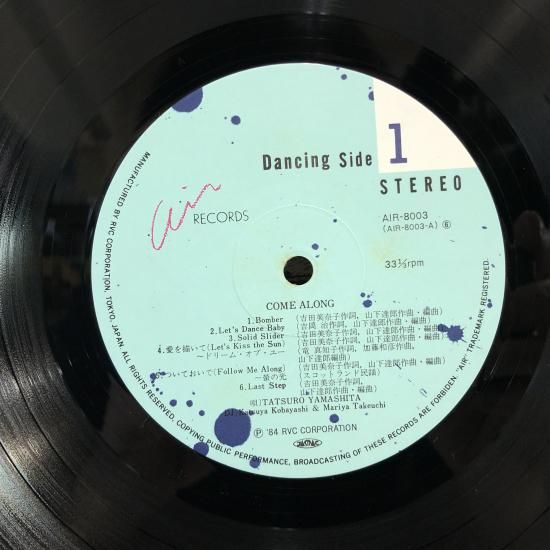 Dancing Side 1
STEREO
air RECORDS
AIR-8003
(AIR-8003-A) ⑥
33⅓rpm
COME ALONG
1.Bomber (吉田美奈子作詞, 山下達郎作曲・編曲)
2.Let's Dance Baby (吉岡 治作詞, 山下達郎作曲・編曲)
3.Solid Slider (吉田美奈子作詞, 山下達郎作曲・編曲)
4.愛を描いて(Let's Kiss the Sun) (吉田美奈子作詞, 山下達郎作曲・編曲)
―ドリーム・オブ・ユー (竜 真知子作詞, 加藤和彦作曲, 山下達郎編曲)
ついておいで(Follow Me Along) (吉田美奈子作詞, 山下達郎作曲・編曲)
―蛍の光 (スコットランド民謡)
6.Last Step (吉田美奈子作詞, 山下達郎作曲・編曲)
唄)TATSURO YAMASHITA
DJ:Katsuya Kobayashi & Mariya Takeuchi
Ⓟ '84 RVC CORPORATION
JASRAC
MANUFACTURED BY RVC CORPORATION, TOKYO, JAPAN ALL RIGHTS RESERVED, COPYING PUBLIC PERFORMANCE, BROADCASTING OF THESE RECORDS ARE FORBIDDEN "AIR" TRADEMARK REGISTERED.